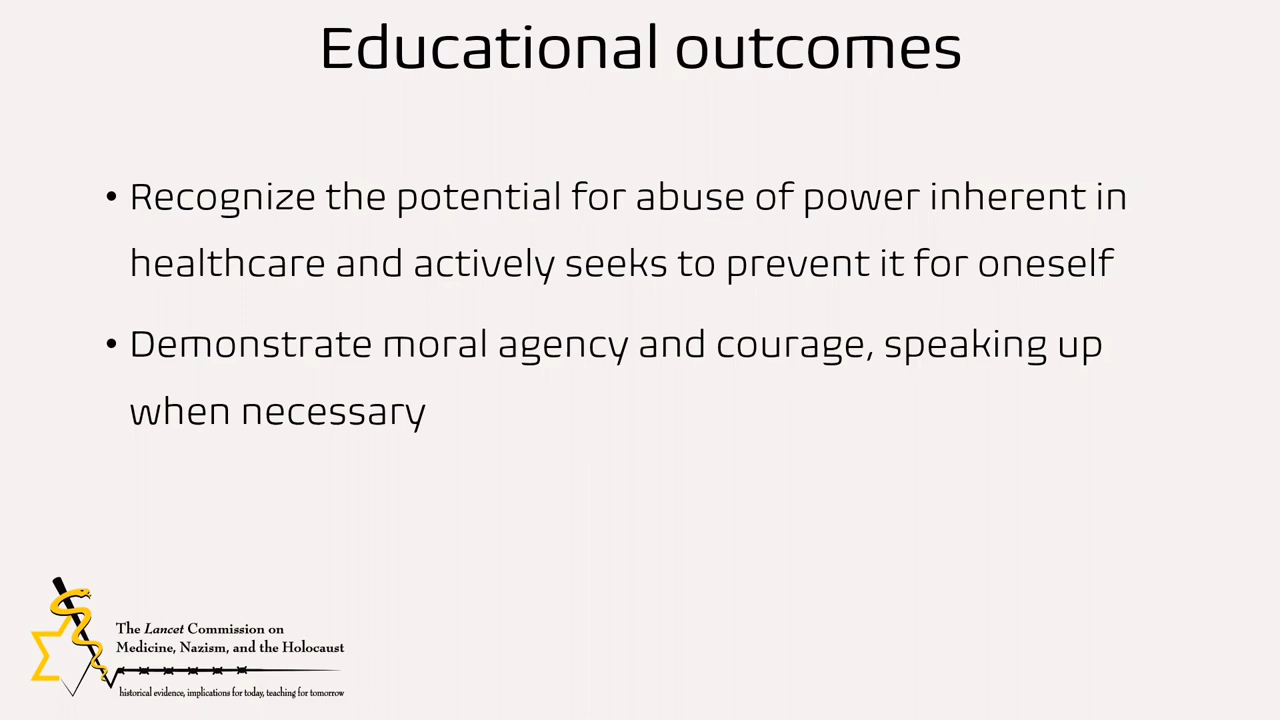 Educational outcomes
• Recognize the potential for abuse of power inherent in
healthcare and actively seeks to prevent it for oneself
• Demonstrate moral agency and courage, speaking up
when necessary
The Lancet Commission on
Medicine, Nazism, and the Holocaust
historical evidence, implications for today, teaching for tomorrow